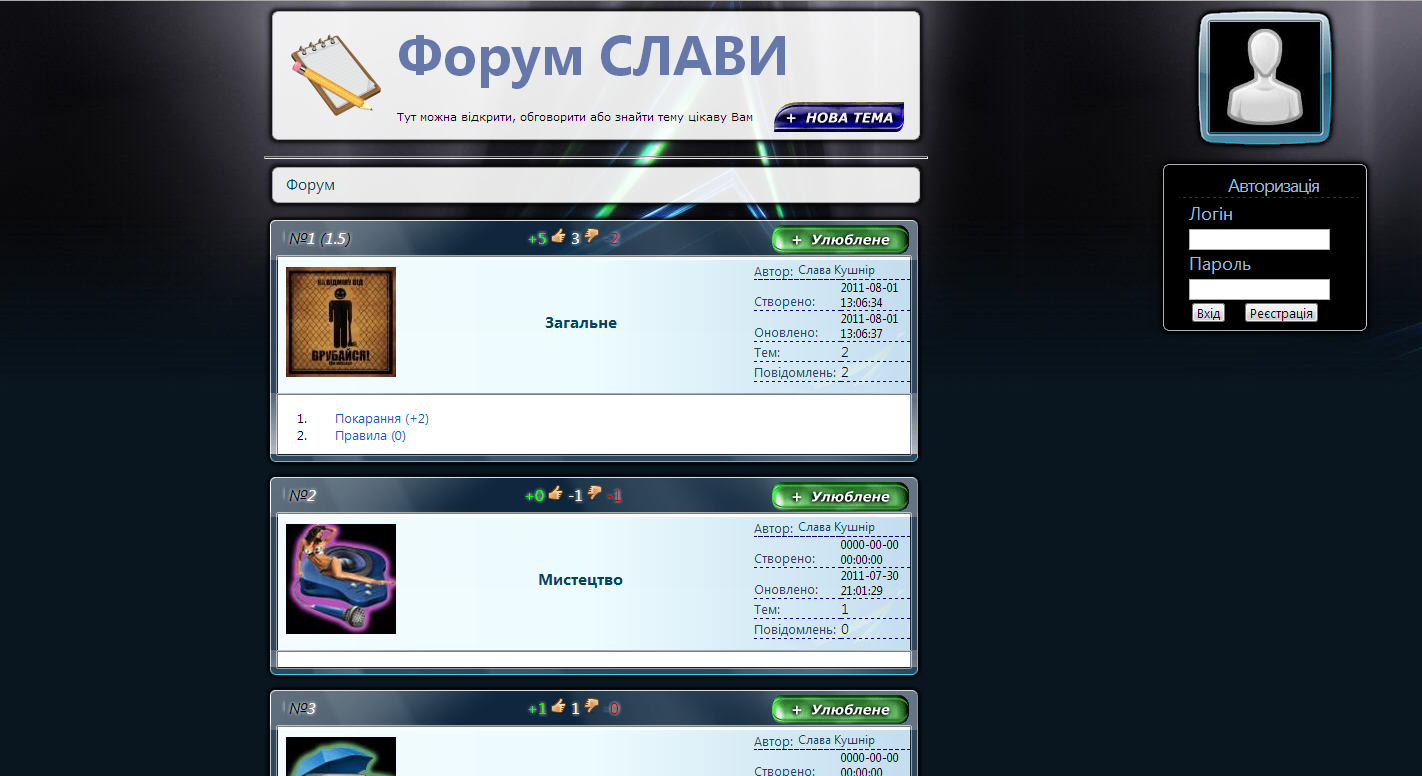 Форум СЛАВИ
Тут можна відкрити, обговорити або знайти тему цікаву Вам
+ НОВА ТЕМА
Форум
Авторизація
Логін
Пароль
Вхід Реєстрація
№1 (1.5) +5 3 -2 + Улюблене
НА ВІДМІНУ ВІД
ВРУБАЙСЯ!
Загальне
Автор: Слава Кушнір
Створено: 2011-08-01 13:06:34
Оновлено: 2011-08-01 13:06:37
Тем: 2
Повідомлень: 2
1. Покарання (+2)
2. Правила (0)
№2 +0 -1 -1 + Улюблене
Мистецтво
Автор: Слава Кушнір
Створено: 0000-00-00 00:00:00
Оновлено: 2011-07-30 21:01:29
Тем: 1
Повідомлень: 0
№3 +1 1 -0 + Улюблене
Автор: Слава Кушнір
Створено: 0000-00-00 00:00:00